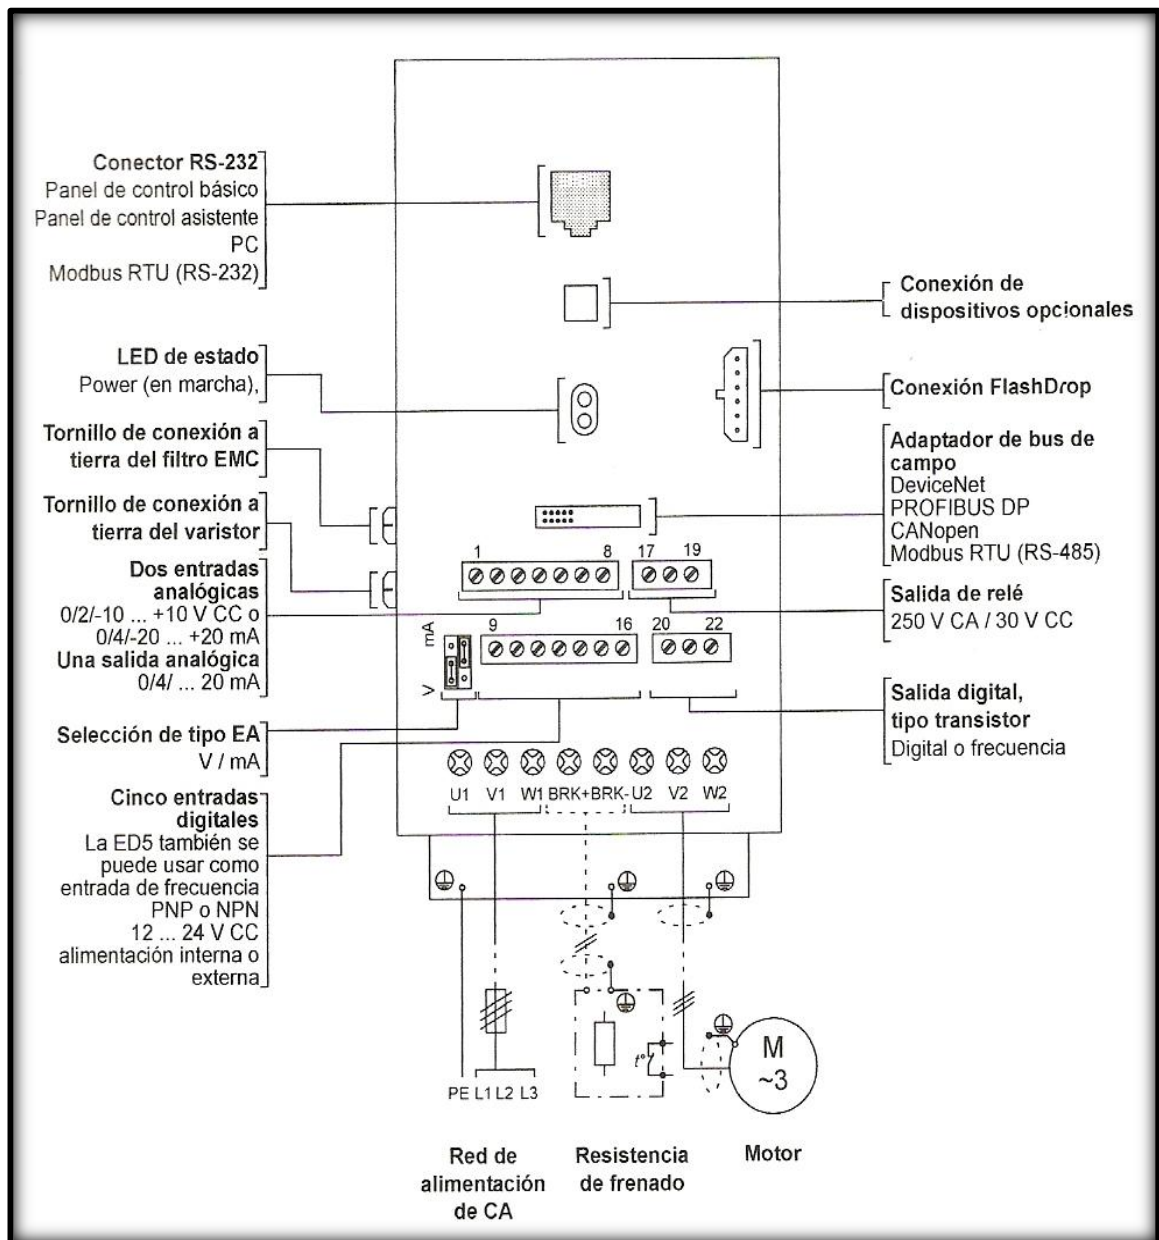 Conector RS-232
Panel de control básico
Panel de control asistente
PC
Modbus RTU (RS-232)
Conexión de
dispositivos opcionales
LED de estado
Power (en marcha),
Conexión FlashDrop
Tornillo de conexión a
tierra del filtro EMC
Adaptador de bus de
campo
DeviceNet
PROFIBUS DP
CANopen
Modbus RTU (RS-485)
Tornillo de conexión a
tierra del varistor
1 8 17 19
Dos entradas
analógicas
0/2/-10 ... +10 V CC o
0/4/-20 ... +20 mA
Una salida analógica
0/4/ ... 20 mA
Salida de relé
250 V CA / 30 V CC
mA
V
9 16 20 22
Selección de tipo EA
V / mA
Salida digital,
tipo transistor
Digital o frecuencia
U1 V1 W1 BRK+ BRK- U2 V2 W2
Cinco entradas
digitales
La ED5 también se
puede usar como
entrada de frecuencia
PNP o NPN
12 ... 24 V CC
alimentación interna o
externa
t°
M
~3
PE L1 L2 L3
Red de
alimentación
de CA
Resistencia
de frenado
Motor